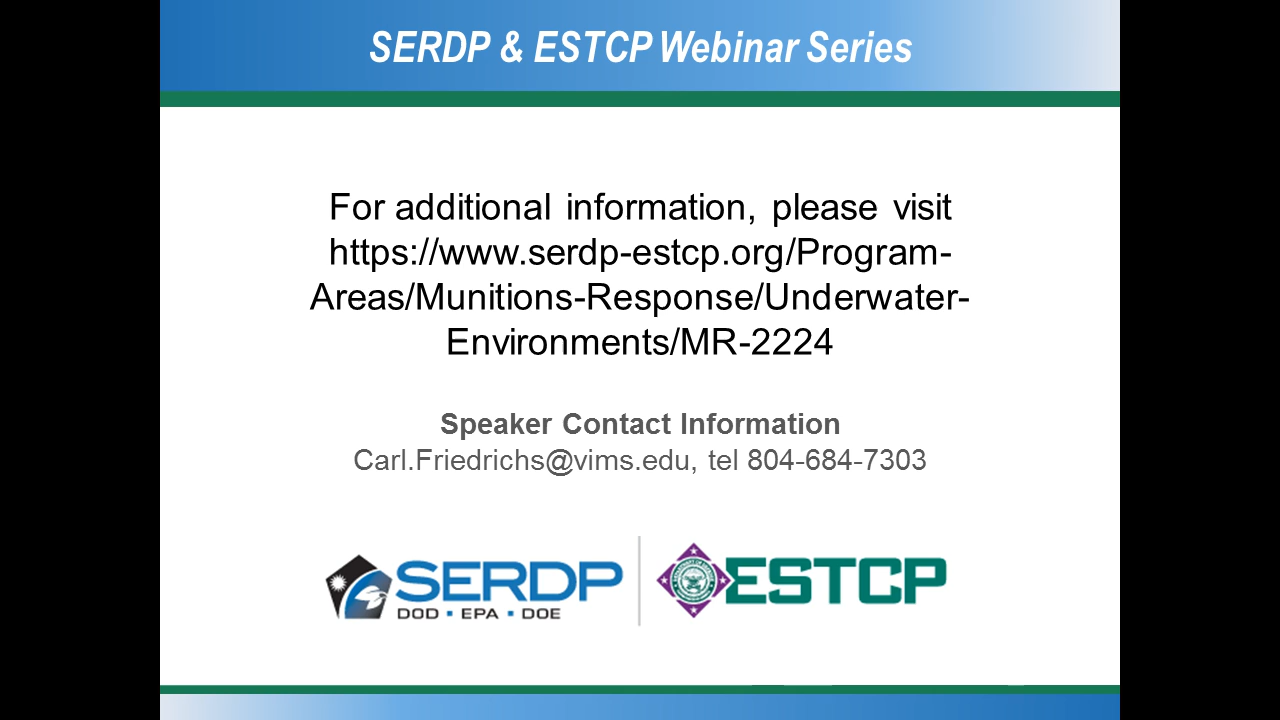 SERDP & ESTCP Webinar Series
For additional information, please visit
https://www.serdp-estcp.org/Program-
Areas/Munitions-Response/Underwater-
Environments/MR-2224
Speaker Contact Information
Carl.Friedrichs@vims.edu, tel 804-684-7303
SERDP
DOD ▪ EPA ▪ DOE
ESTCP